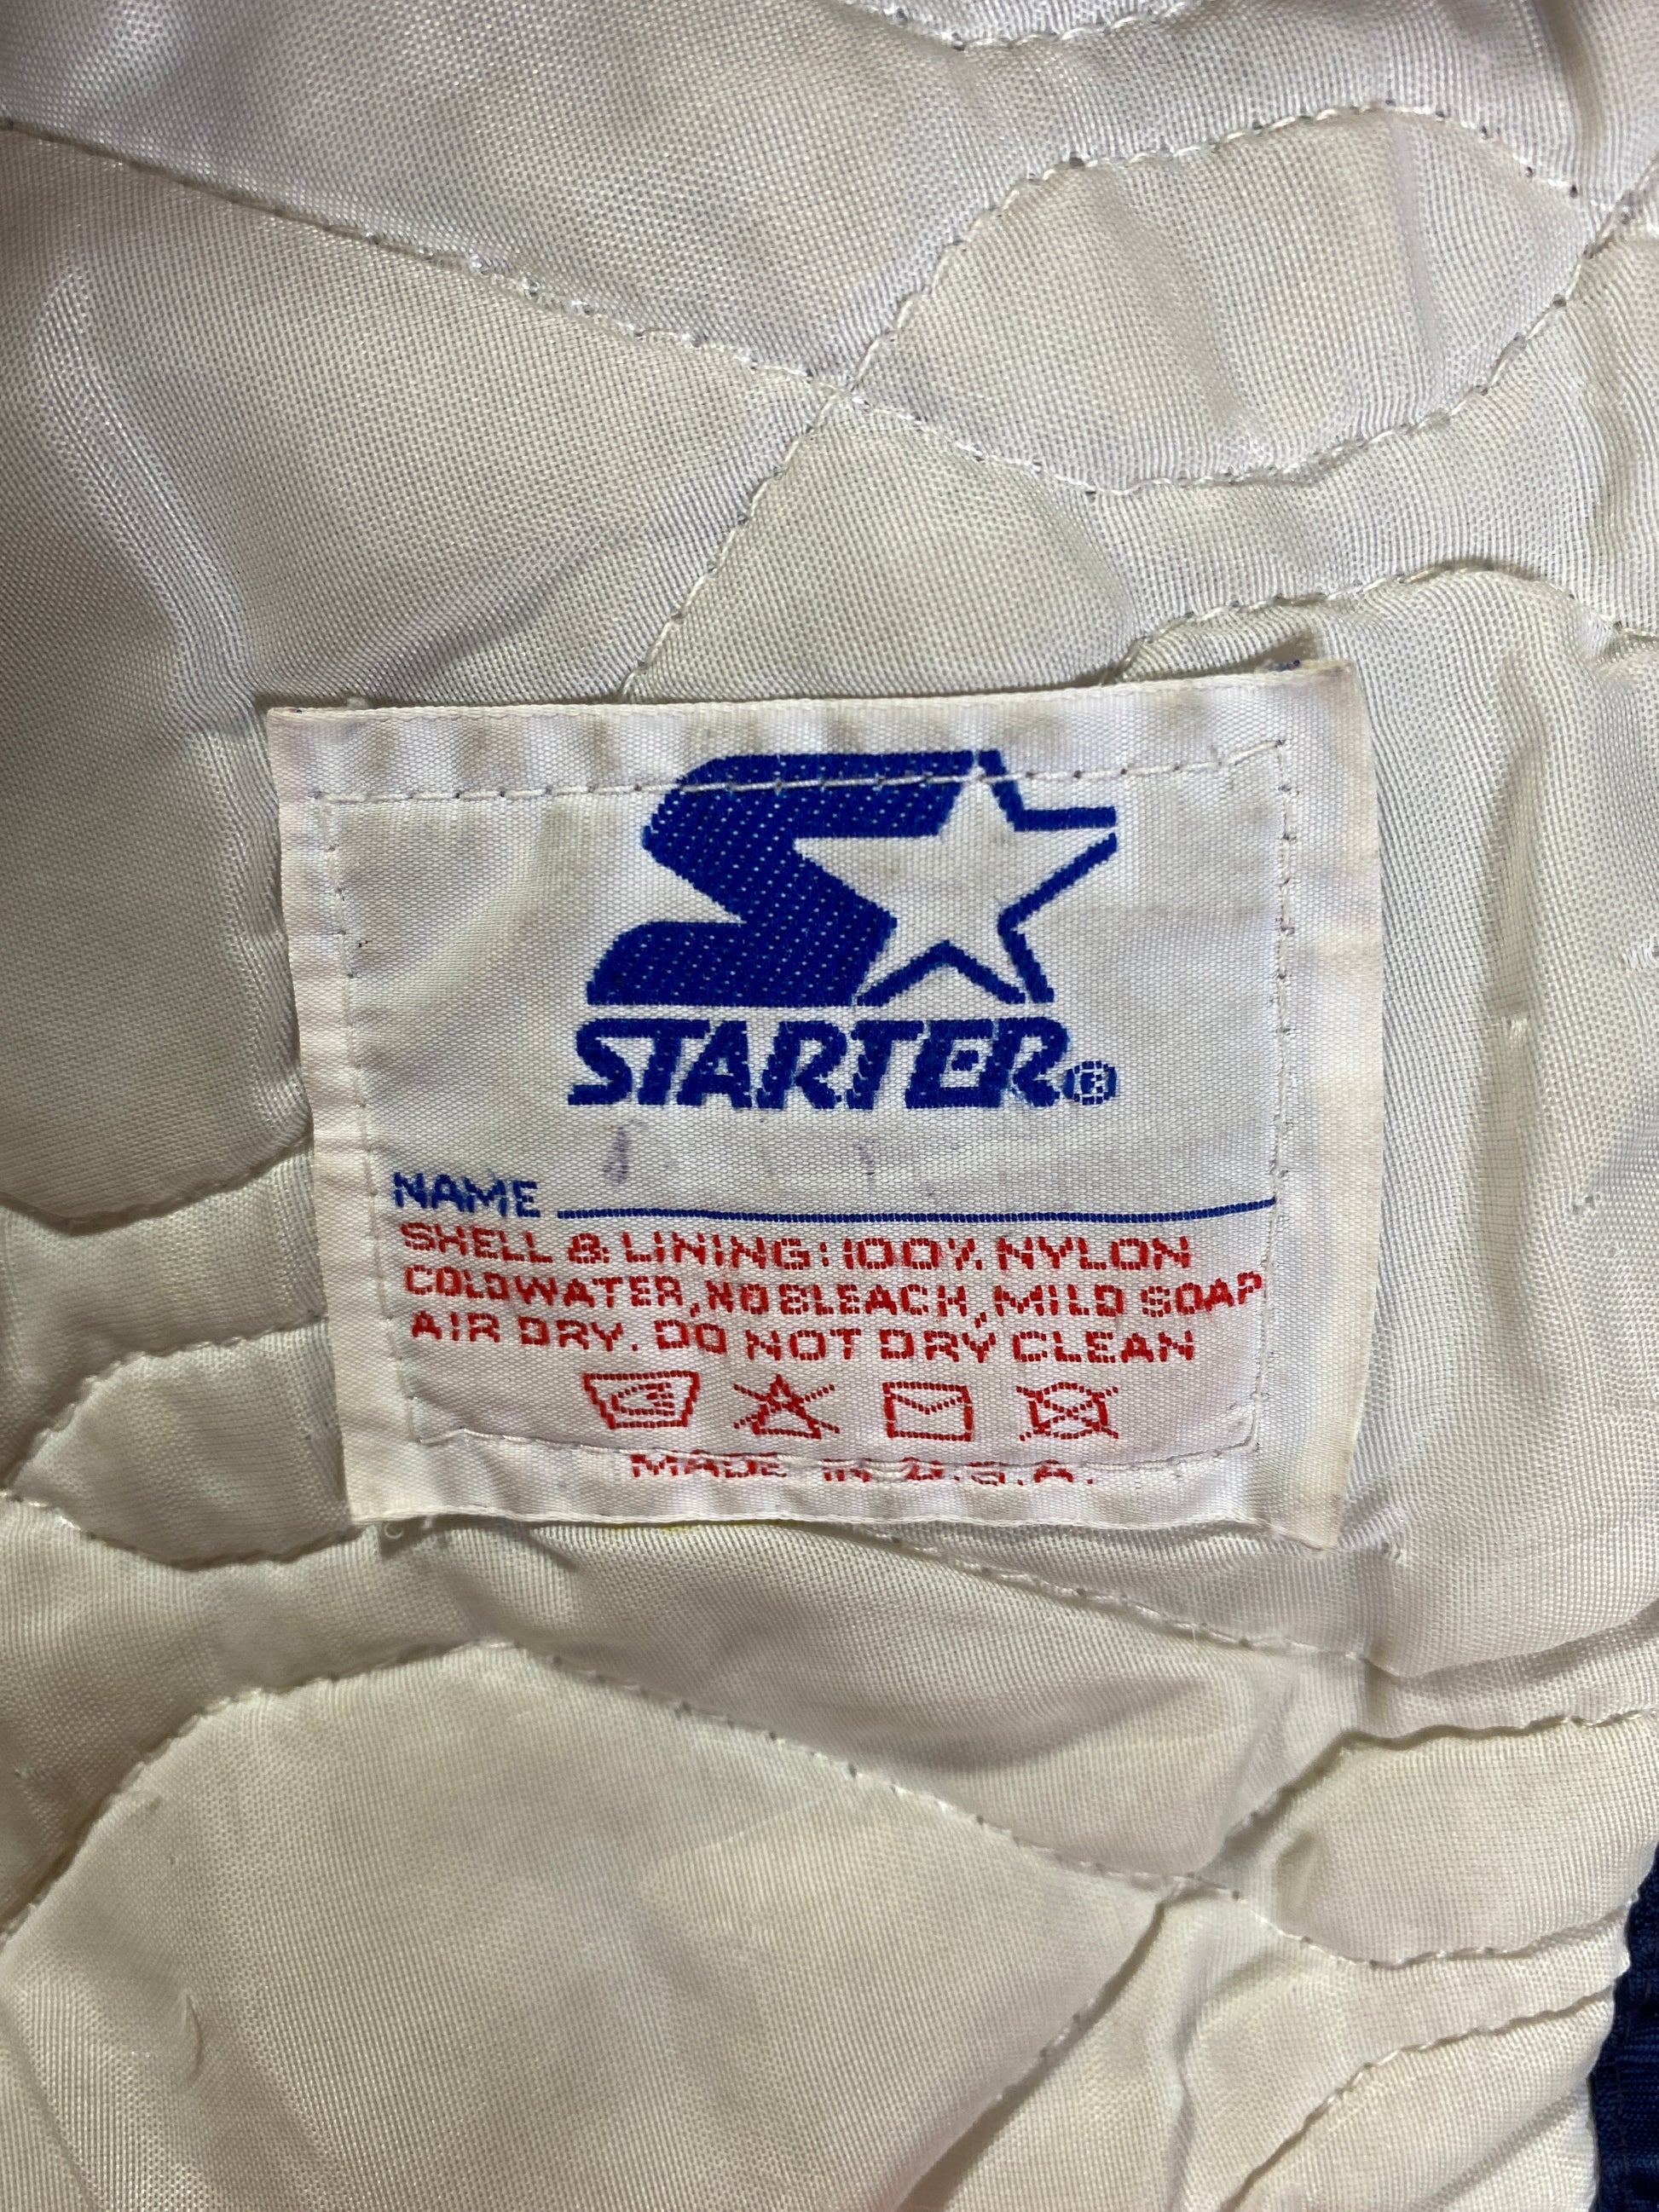 STARTER®
NAME
SHELL & LINING: 100% NYLON
COLDWATER, NO BLEACH, MILD SOAP
AIR DRY. DO NOT DRY CLEAN
MADE IN U.S.A.